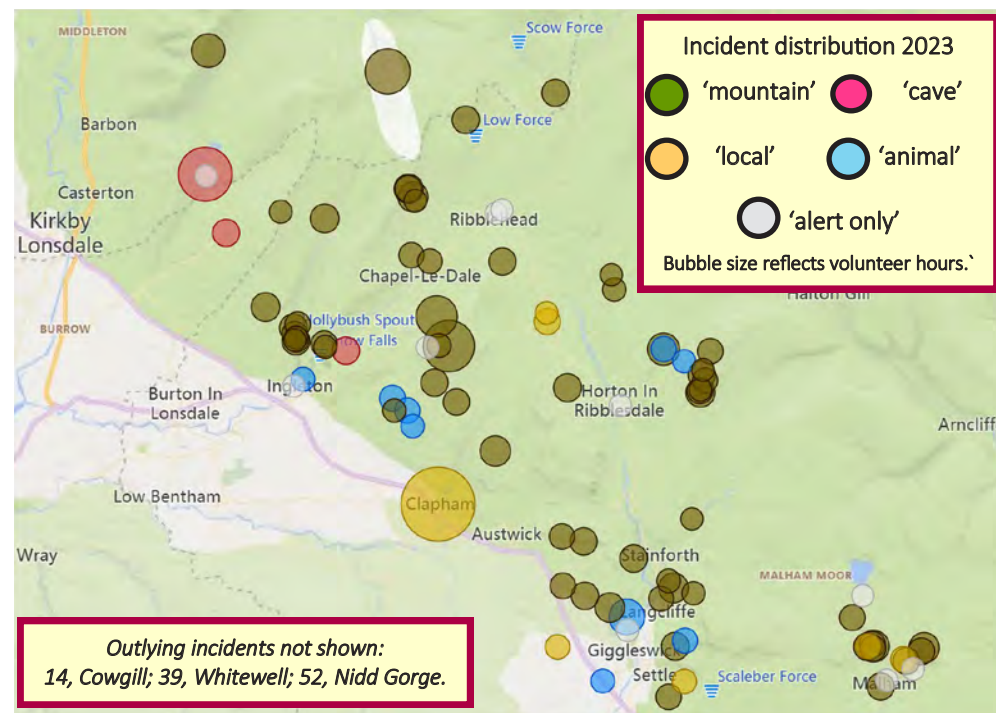 MIDDLETON
Scow Force
Incident distribution 2023
‘mountain’
‘cave’
‘local’
‘animal’
‘alert only’
Bubble size reflects volunteer hours.`
Barbon
Low Force
Casterton
Kirkby
Lonsdale
Ribblehead
Chapel-Le-Dale
Halton Gill
BURROW
Hollybush Spout
Falls
Ingleton
Burton In
Lonsdale
Horton In
Ribblesdale
Arncliff
Low Bentham
Clapham
Austwick
Wray
Stainforth
MALHAM MOOR
Langcliffe
Giggleswick
Settle
Scaleber Force
Malham
Outlying incidents not shown:
14, Cowgill; 39, Whitewell; 52, Nidd Gorge.